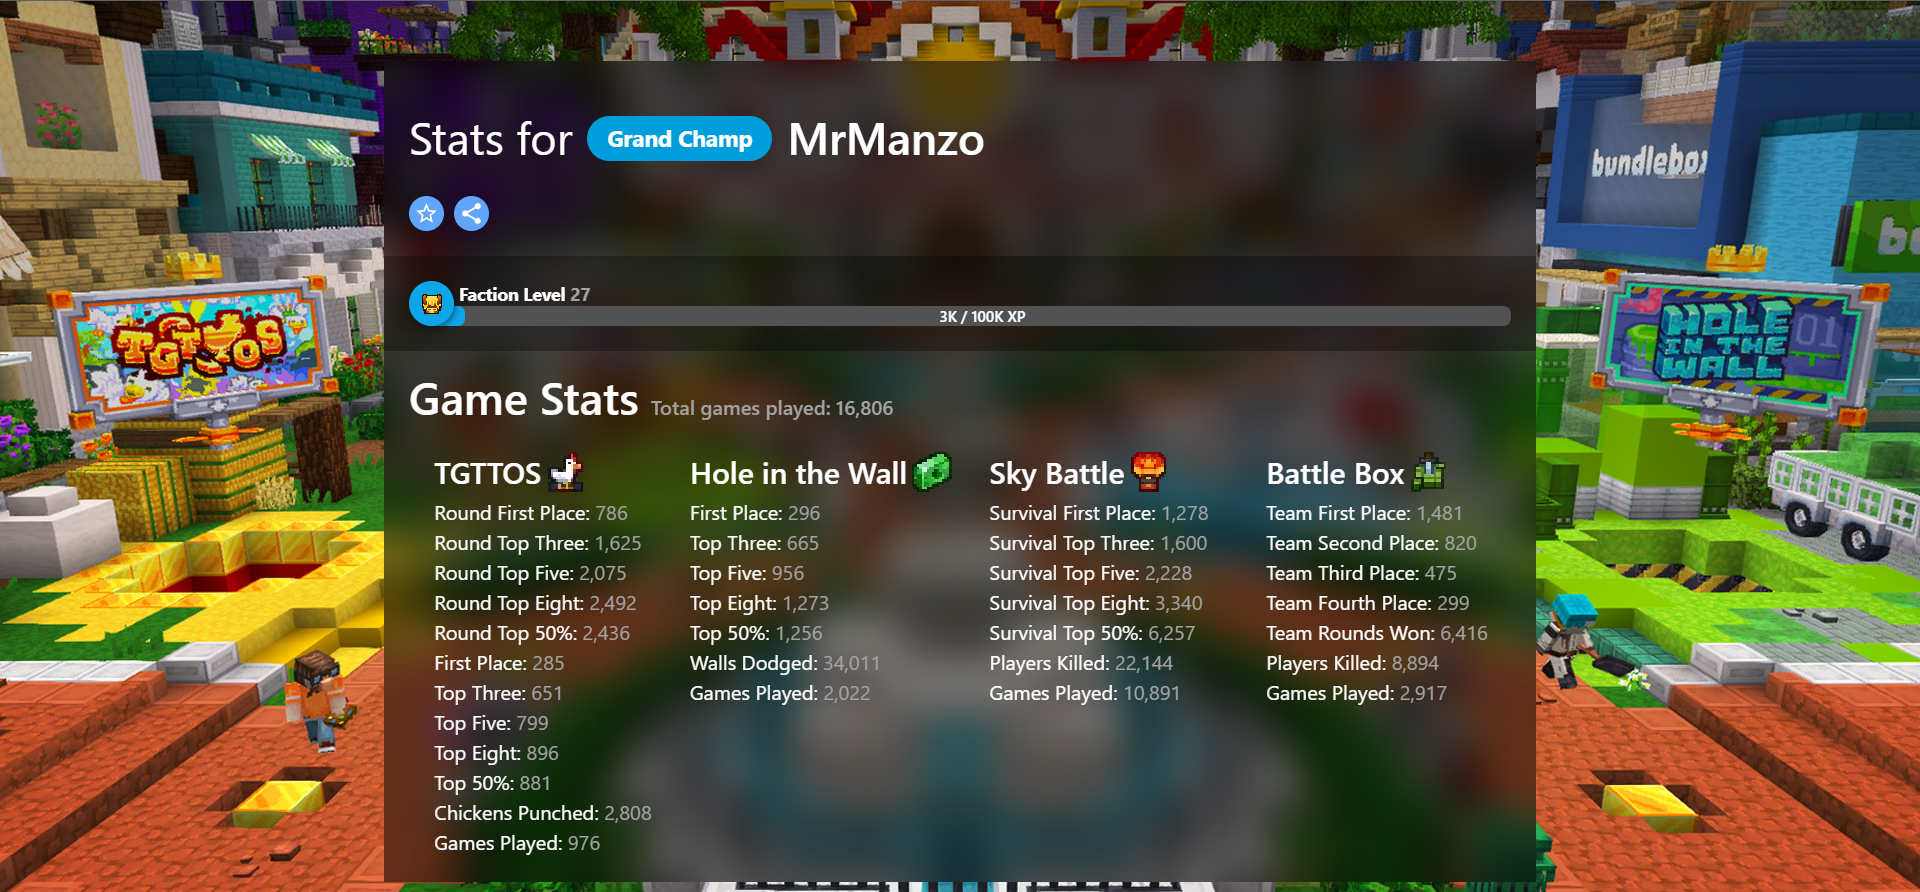 Stats for Grand Champ MrManzo
bundlebox
Faction Level 27
3K / 100K XP
TGTTOS
HOLE
IN THE
WALL
01
Game Stats Total games played: 16,806
TGTTOS
Round First Place: 786
Round Top Three: 1,625
Round Top Five: 2,075
Round Top Eight: 2,492
Round Top 50%: 2,436
First Place: 285
Top Three: 651
Top Five: 799
Top Eight: 896
Top 50%: 881
Chickens Punched: 2,808
Games Played: 976
Hole in the Wall
First Place: 296
Top Three: 665
Top Five: 956
Top Eight: 1,273
Top 50%: 1,256
Walls Dodged: 34,011
Games Played: 2,022
Sky Battle
Survival First Place: 1,278
Survival Top Three: 1,600
Survival Top Five: 2,228
Survival Top Eight: 3,340
Survival Top 50%: 6,257
Players Killed: 22,144
Games Played: 10,891
Battle Box
Team First Place: 1,481
Team Second Place: 820
Team Third Place: 475
Team Fourth Place: 299
Team Rounds Won: 6,416
Players Killed: 8,894
Games Played: 2,917